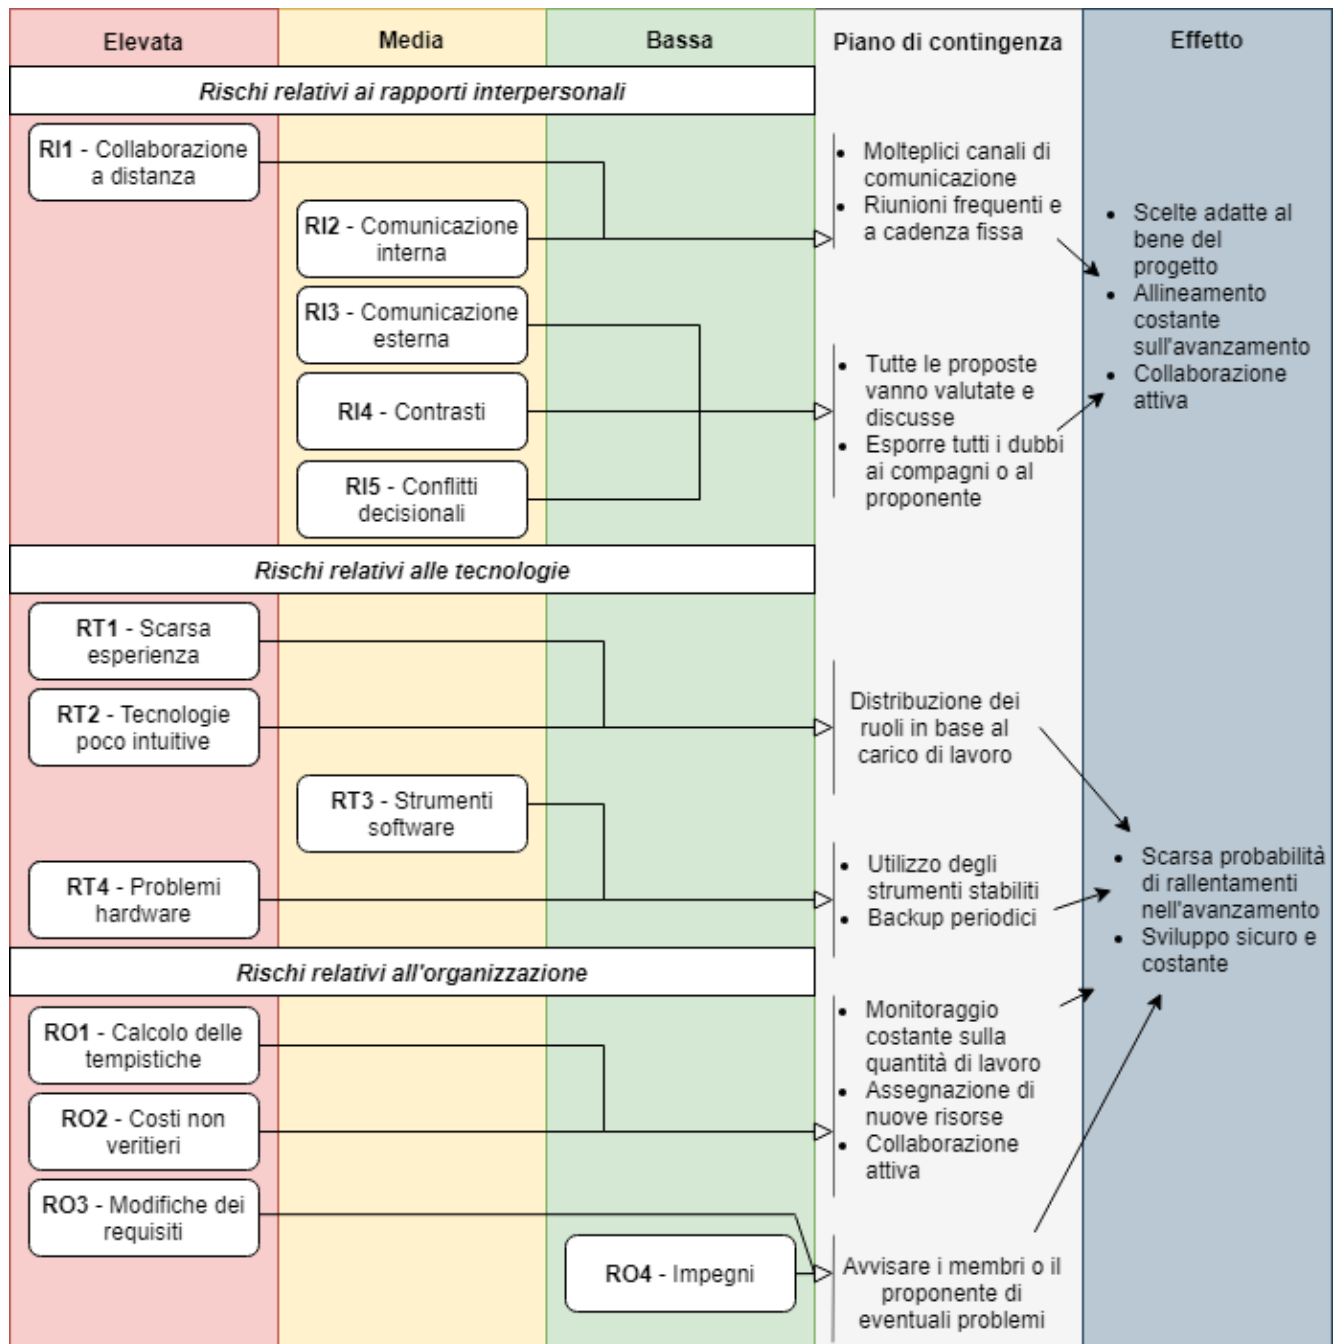 Elevata
Media
Bassa
Piano di contingenza
Effetto
Rischi relativi ai rapporti interpersonali
RI1 - Collaborazione
a distanza
RI2 - Comunicazione
interna
RI3 - Comunicazione
esterna
RI4 - Contrasti
RI5 - Conflitti
decisionali
• Molteplici canali di
comunicazione
• Riunioni frequenti e
a cadenza fissa
• Tutte le proposte
vanno valutate e
discusse
• Esporre tutti i dubbi
ai compagni o al
proponente
• Scelte adatte al
bene del
progetto
• Allineamento
costante
sull'avanzamento
• Collaborazione
attiva
Rischi relativi alle tecnologie
RT1 - Scarsa
esperienza
RT2 - Tecnologie
poco intuitive
RT3 - Strumenti
software
RT4 - Problemi
hardware
Distribuzione dei
ruoli in base al
carico di lavoro
• Utilizzo degli
strumenti stabiliti
• Backup periodici
• Scarsa probabilità
di rallentamenti
nell'avanzamento
• Sviluppo sicuro e
costante
Rischi relativi all'organizzazione
RO1 - Calcolo delle
tempistiche
RO2 - Costi non
veritieri
RO3 - Modifiche dei
requisiti
RO4 - Impegni
• Monitoraggio
costante sulla
quantità di lavoro
• Assegnazione di
nuove risorse
• Collaborazione
attiva
Avvisare i membri o il
proponente di
eventuali problemi